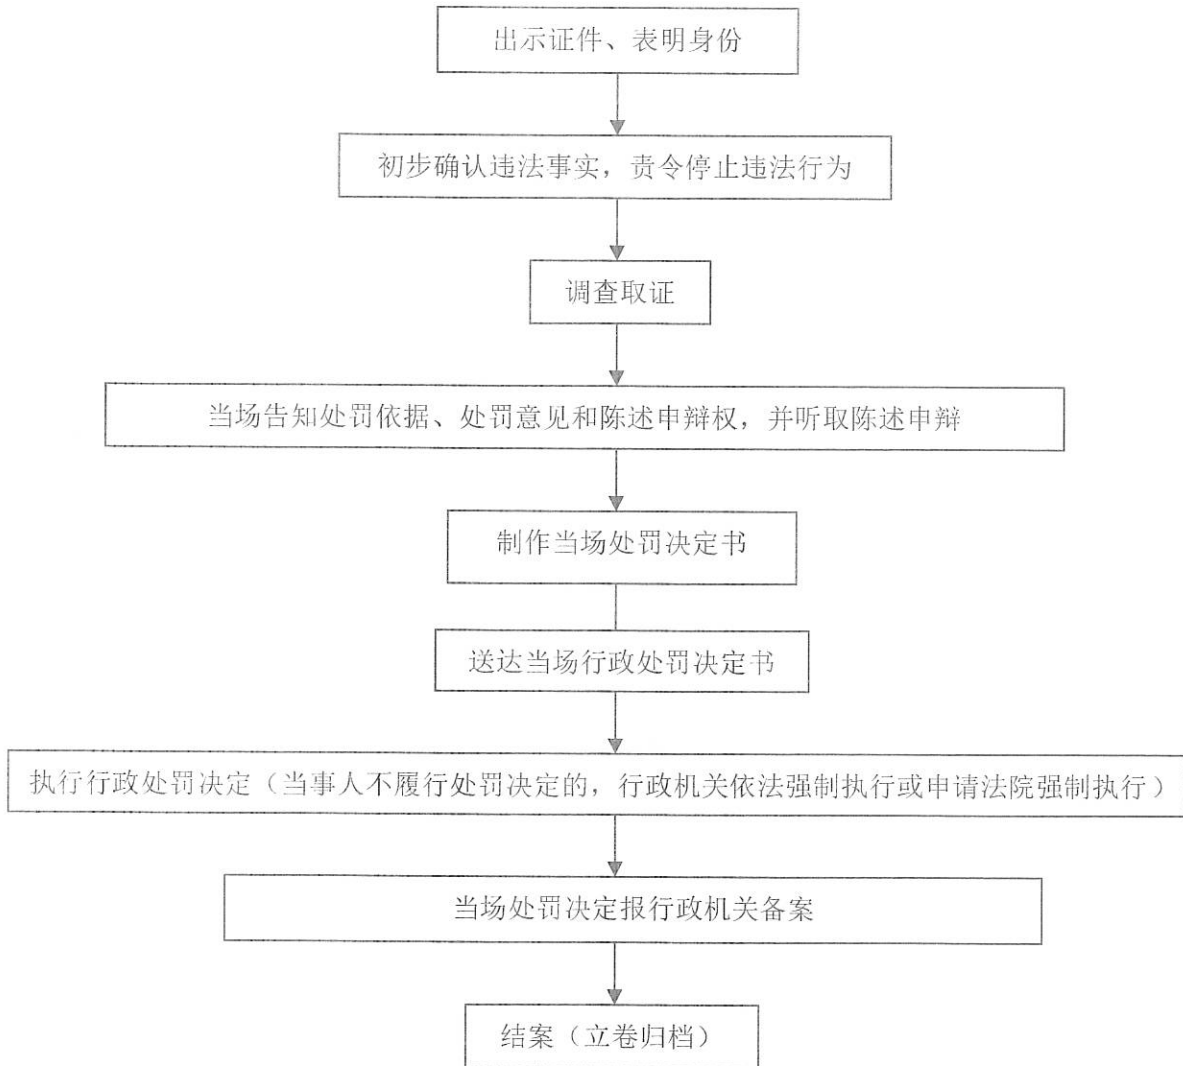 出示证件、表明身份
初步确认违法事实，责令停止违法行为
调查取证
当场告知处罚依据、处罚意见和陈述申辩权，并听取陈述申辩
制作当场处罚决定书
送达当场行政处罚决定书
执行行政处罚决定（当事人不履行处罚决定的，行政机关依法强制执行或申请法院强制执行）
当场处罚决定报行政机关备案
结案（立卷归档）